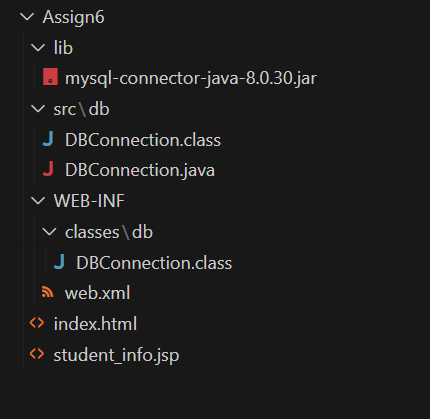 Assign6
lib
mysql-connector-java-8.0.30.jar
src\db
DBConnection.class
DBConnection.java
WEB-INF
classes\db
DBConnection.class
web.xml
index.html
student_info.jsp